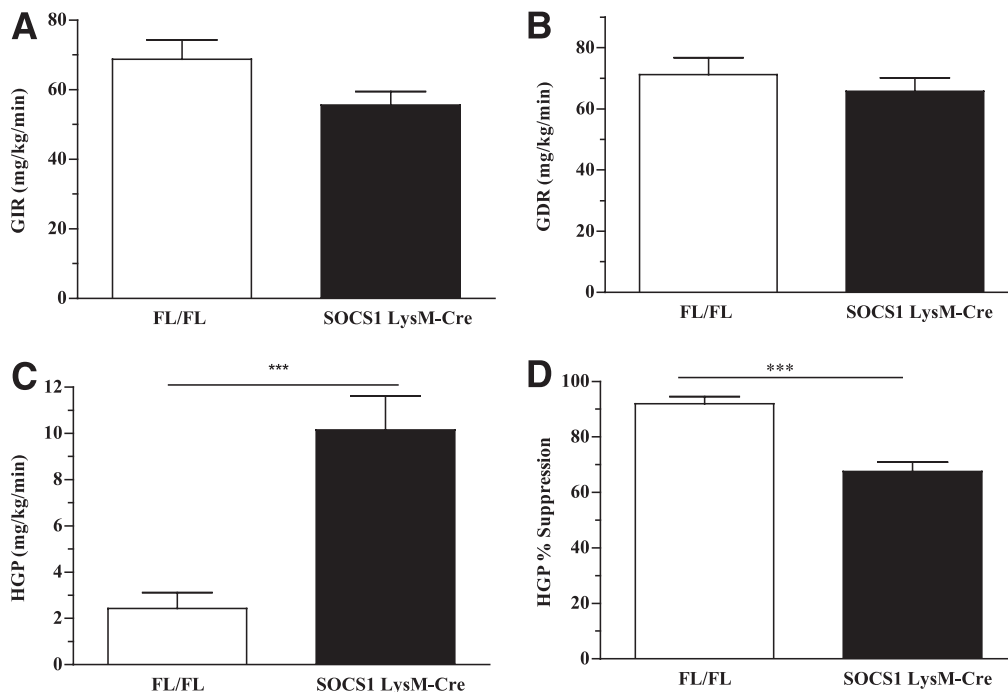 A
GIR (mg/kg/min)
80
60
40
20
0
FL/FL
SOCS1 LysM-Cre
B
GDR (mg/kg/min)
80
60
40
20
0
FL/FL
SOCS1 LysM-Cre
C
HGP (mg/kg/min)
12
10
8
6
4
2
0
***
FL/FL
SOCS1 LysM-Cre
D
HGP % Suppression
100
80
60
40
20
0
***
FL/FL
SOCS1 LysM-Cre